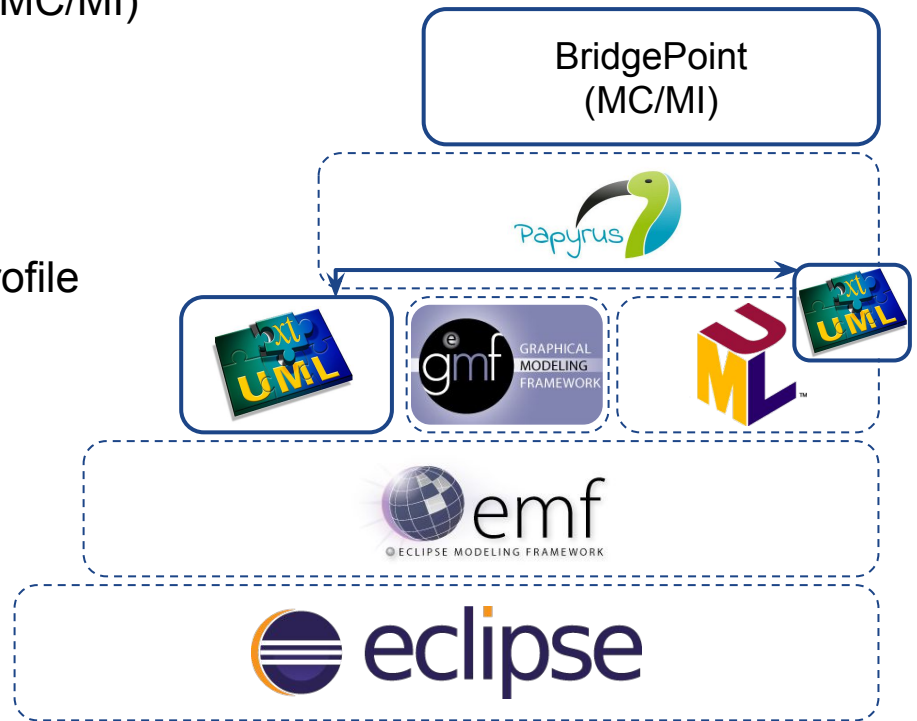 MC/MI)
BridgePoint
(MC/MI)
Papyrus
ofile
xt
UML
e
gmf
GRAPHICAL
MODELING
FRAMEWORK
UML
™
xt
UML
emf
ECLIPSE MODELING FRAMEWORK
eclipse